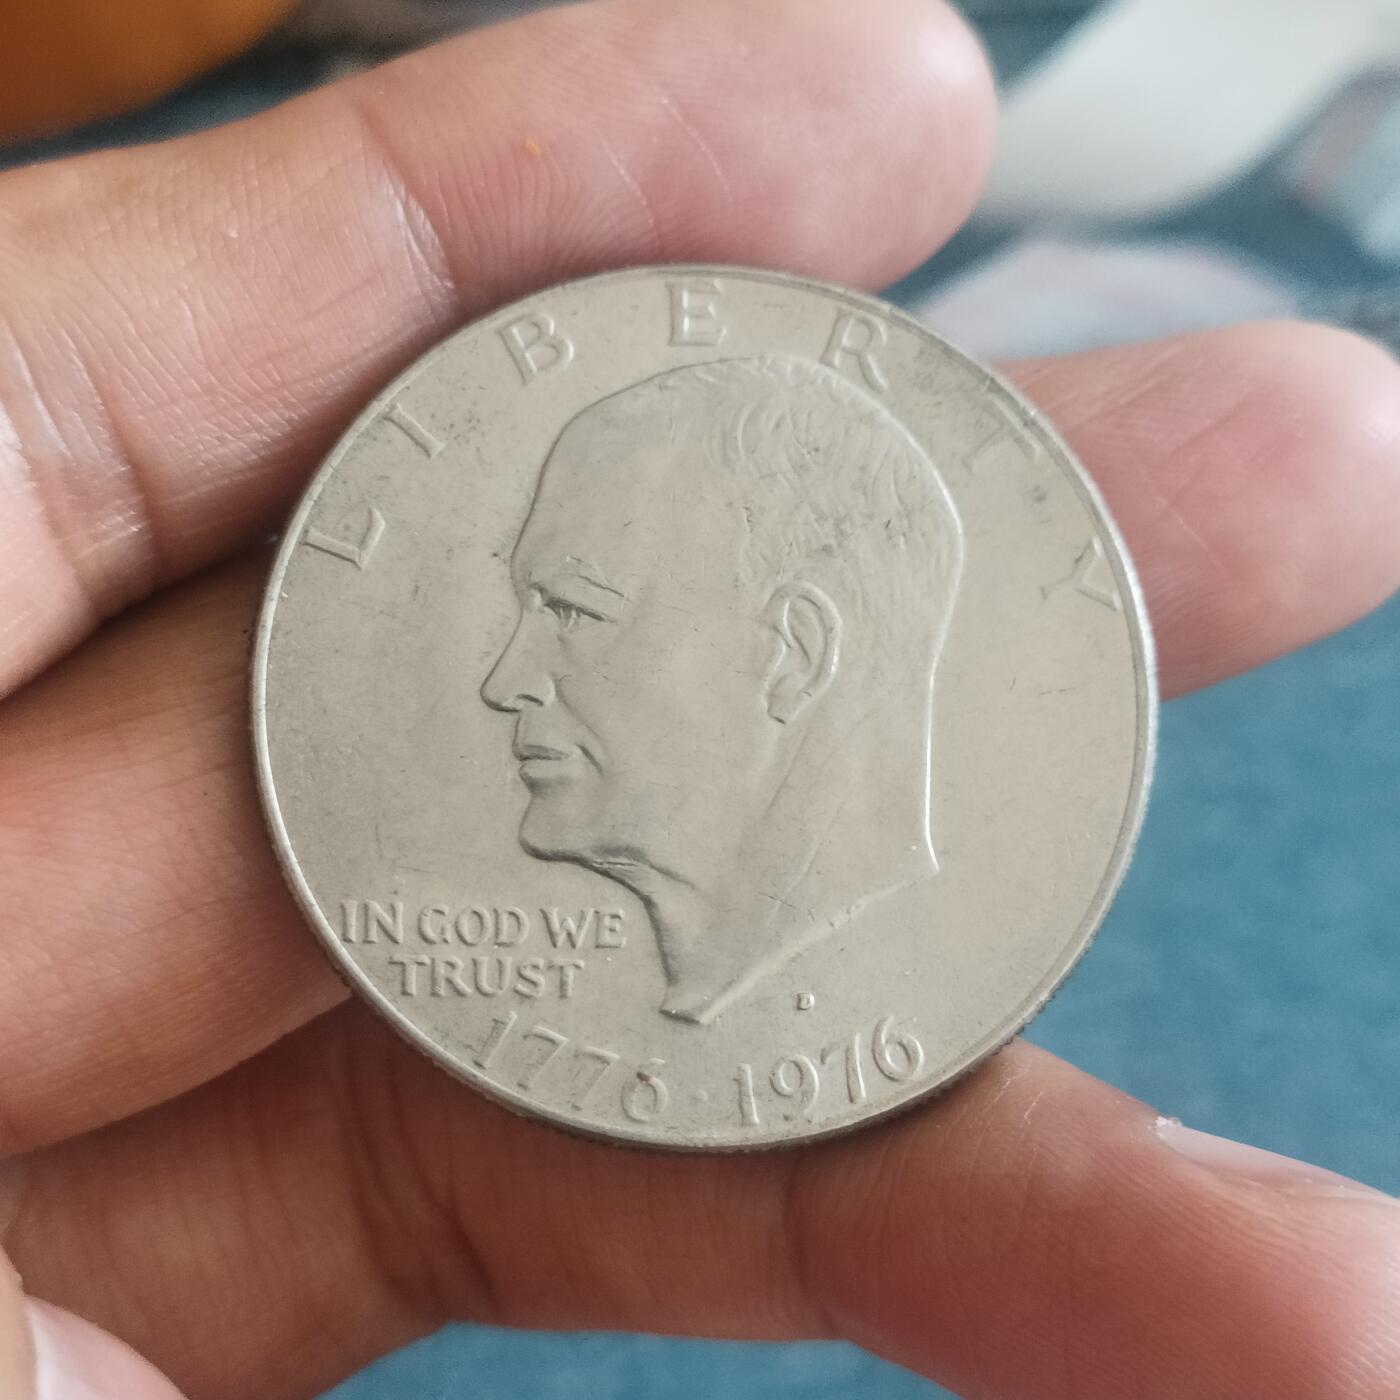 LIBERTY
IN GOD WE
TRUST
D
1776·1976